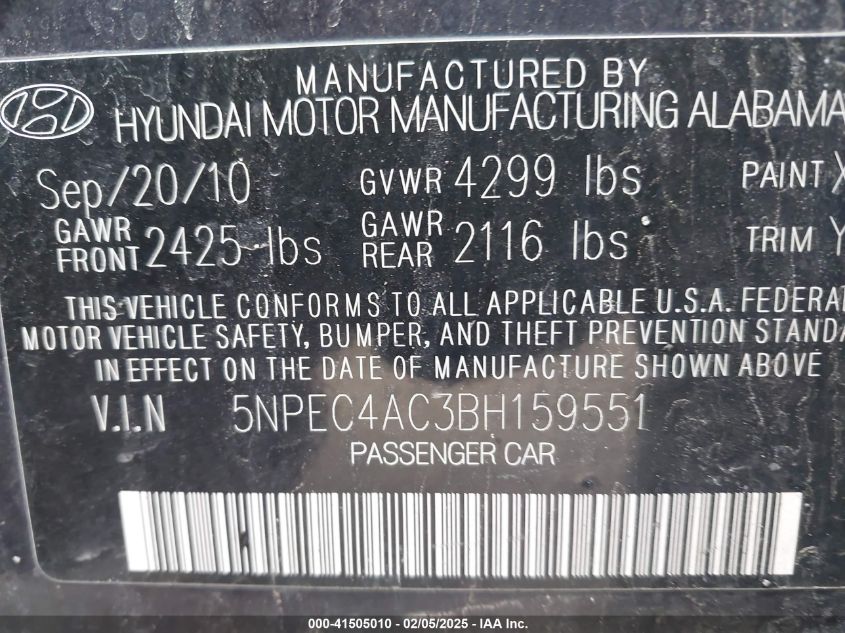 MANUFACTURED BY
HYUNDAI MOTOR MANUFACTURING ALABAMA
Sep/20/10 GVWR 4299 lbs PAINT X
GAWR FRONT 2425 lbs GAWR REAR 2116 lbs TRIM Y
THIS VEHICLE CONFORMS TO ALL APPLICABLE U.S.A. FEDERA
MOTOR VEHICLE SAFETY, BUMPER, AND THEFT PREVENTION STANDA
IN EFFECT ON THE DATE OF MANUFACTURE SHOWN ABOVE
V.I.N 5NPEC4AC3BH159551
PASSENGER CAR
000-41505010 - 02/05/2025 - IAA Inc.